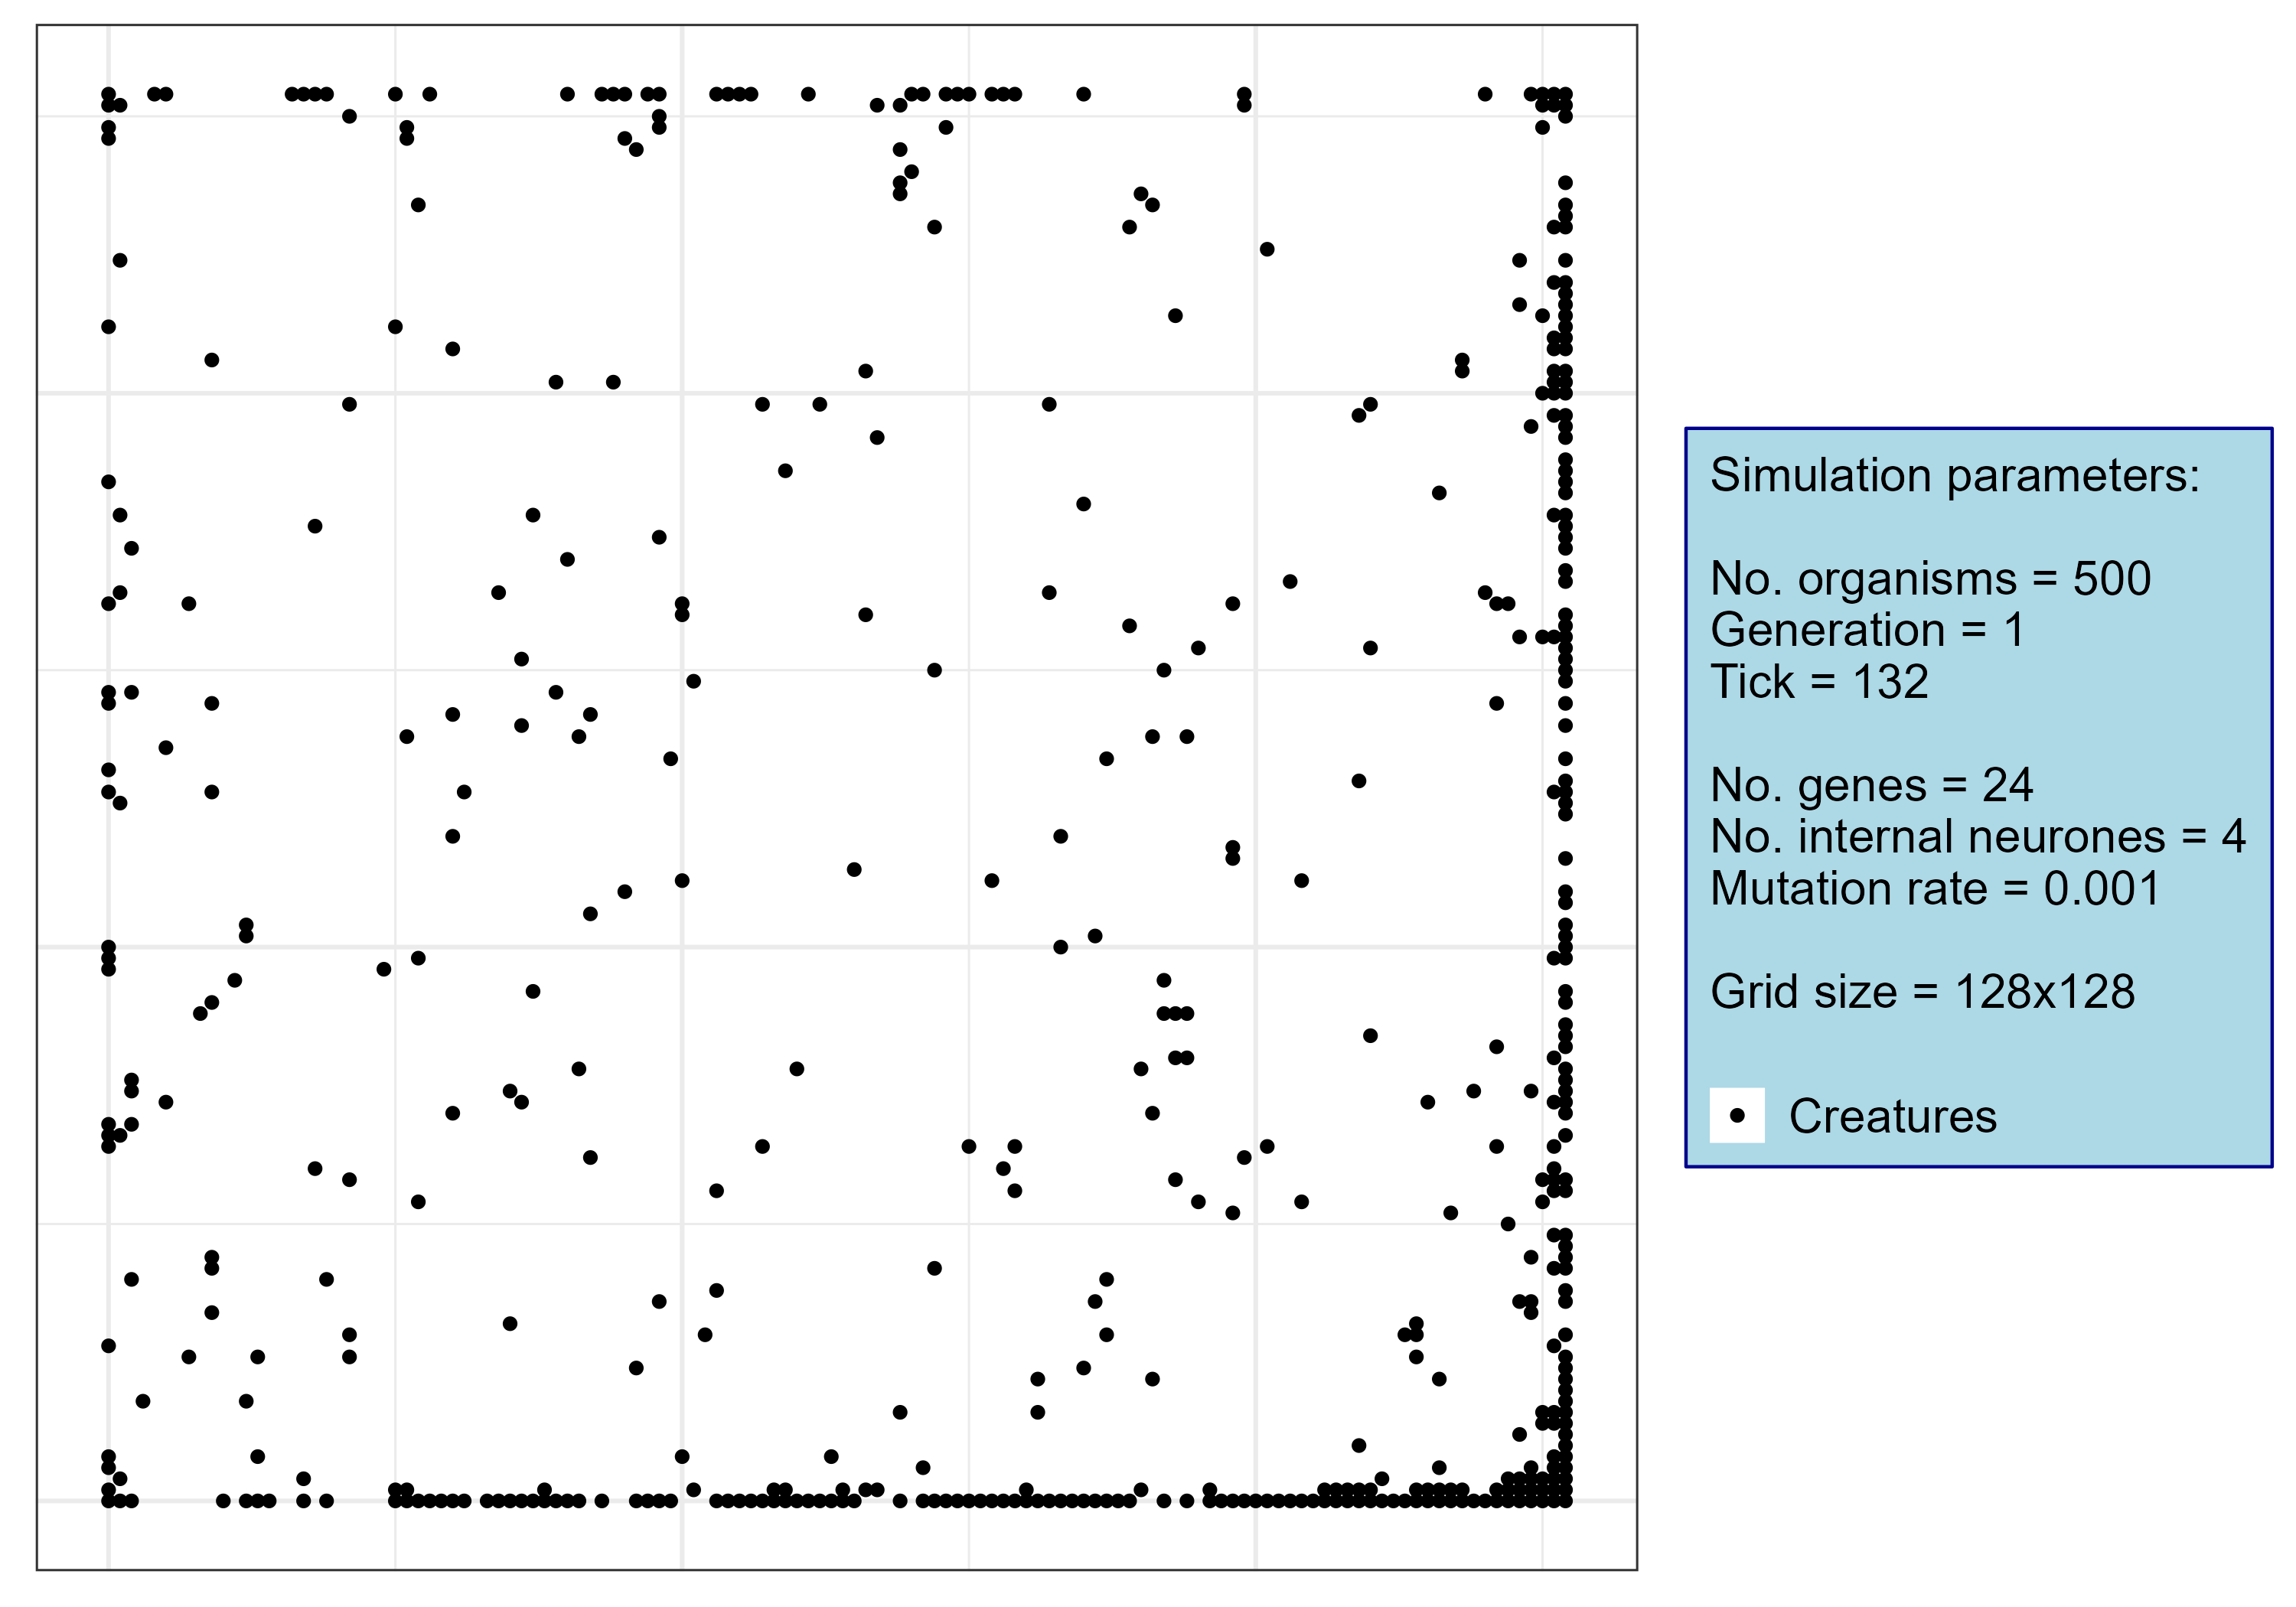 Simulation parameters:
No. organisms = 500
Generation = 1
Tick = 132
No. genes = 24
No. internal neurones = 4
Mutation rate = 0.001
Grid size = 128x128
Creatures